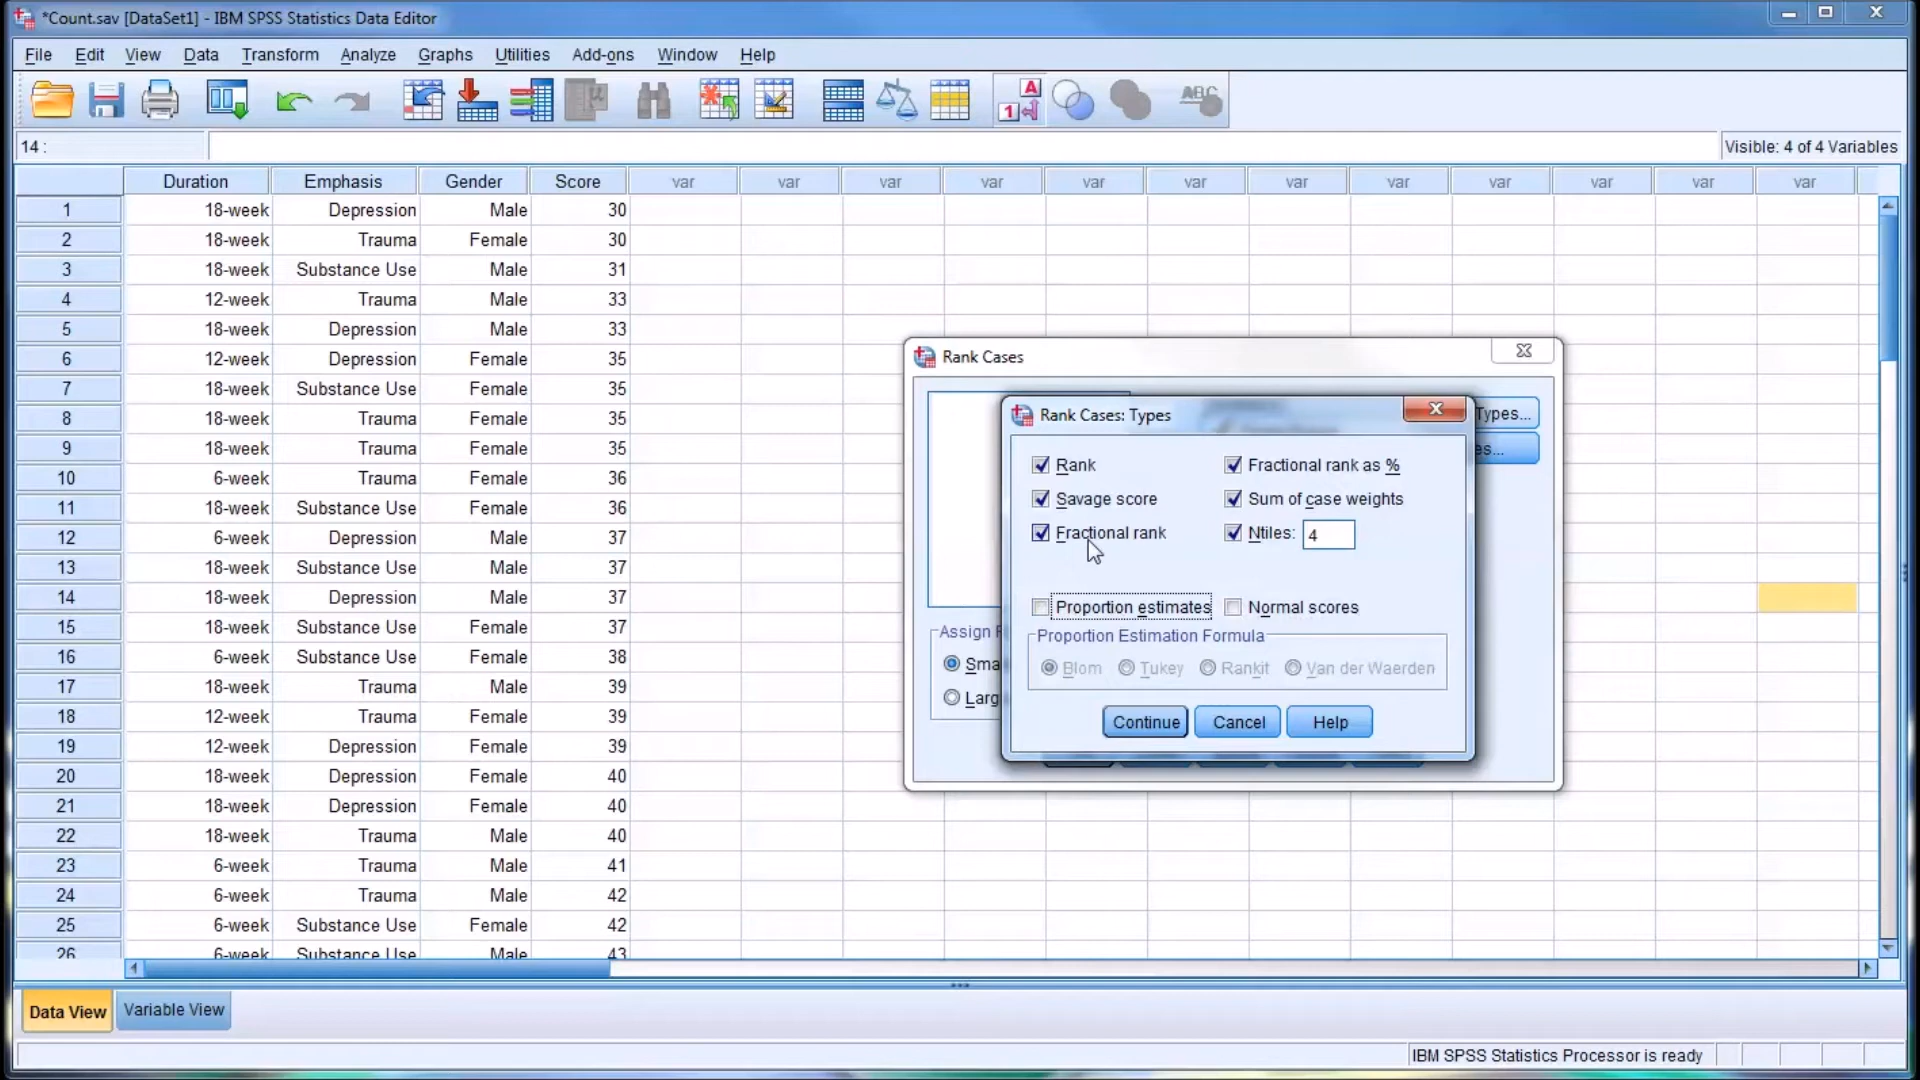 *Count.sav [DataSet1] - IBM SPSS Statistics Data Editor
File Edit View Data Transform Analyze Graphs Utilities Add-ons Window Help
A
1
ABC
14 :
Visible: 4 of 4 Variables
Duration Emphasis Gender Score var var var var var var var var var var var var
1 18-week Depression Male 30
2 18-week Trauma Female 30
3 18-week Substance Use Male 31
4 12-week Trauma Male 33
5 18-week Depression Male 33
6 12-week Depression Female 35
7 18-week Substance Use Female 35
8 18-week Trauma Female 35
9 18-week Trauma Female 35
10 6-week Trauma Female 36
11 18-week Substance Use Female 36
12 6-week Depression Male 37
13 18-week Substance Use Male 37
14 18-week Depression Male 37
15 18-week Substance Use Female 37
16 6-week Substance Use Female 38
17 18-week Trauma Male 39
18 12-week Trauma Female 39
19 12-week Depression Female 39
20 18-week Depression Female 40
21 18-week Depression Female 40
22 18-week Trauma Male 40
23 6-week Trauma Male 41
24 6-week Trauma Male 42
25 6-week Substance Use Female 42
26 6-week Substance Use Male 43
Rank Cases
Types...
es...
Assign
Sma
Larg
Rank Cases: Types
Rank Fractional rank as %
Savage score Sum of case weights
Fractional rank Ntiles: 4
Proportion estimates Normal scores
Proportion Estimation Formula
Blom Tukey Rankit Van der Waerden
Continue Cancel Help
Data View Variable View
IBM SPSS Statistics Processor is ready